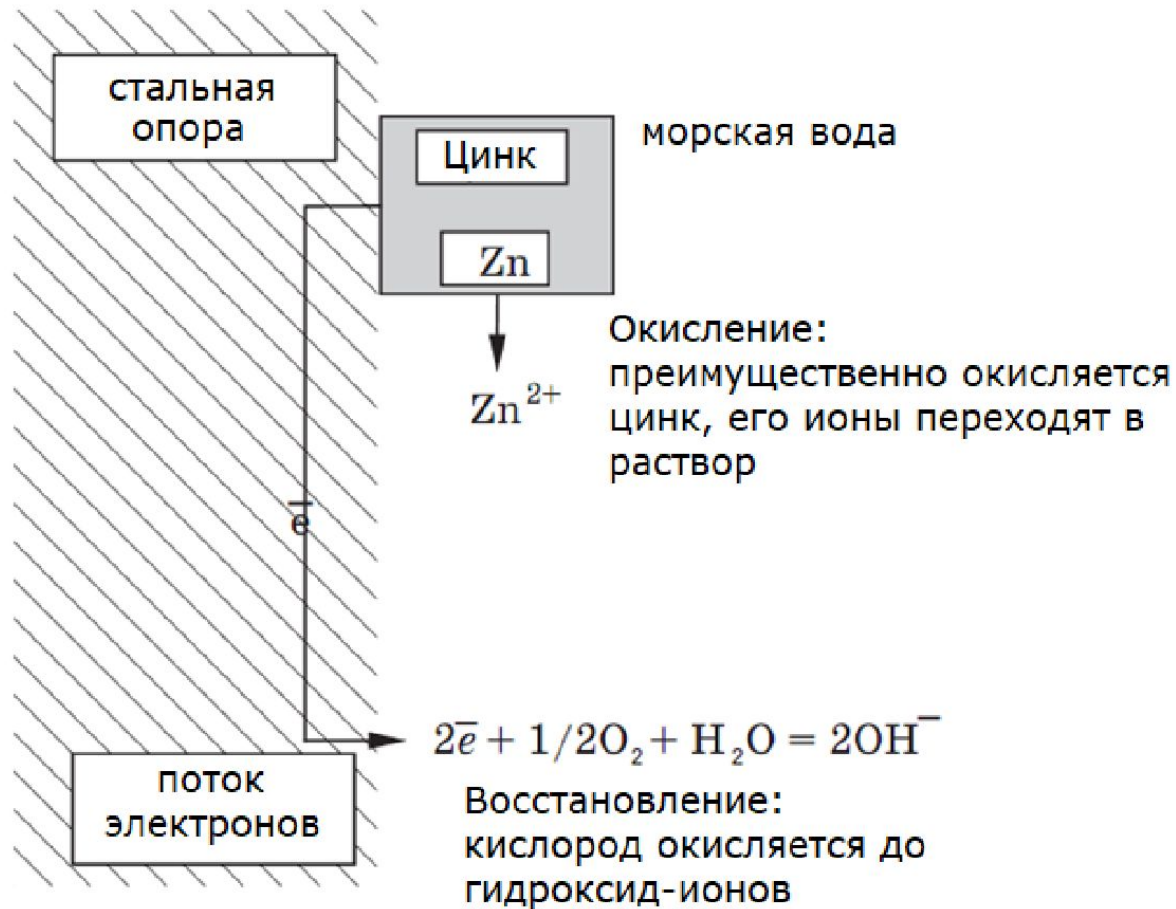 стальная
опора
Цинк
морская вода
Zn
Окисление:
преимущественно окисляется
цинк, его ионы переходят в
раствор
Zn²⁺
e̅
2e̅ + 1/2O₂ + H₂O = 2OH⁻
поток
электронов
Восстановление:
кислород окисляется до
гидроксид-ионов